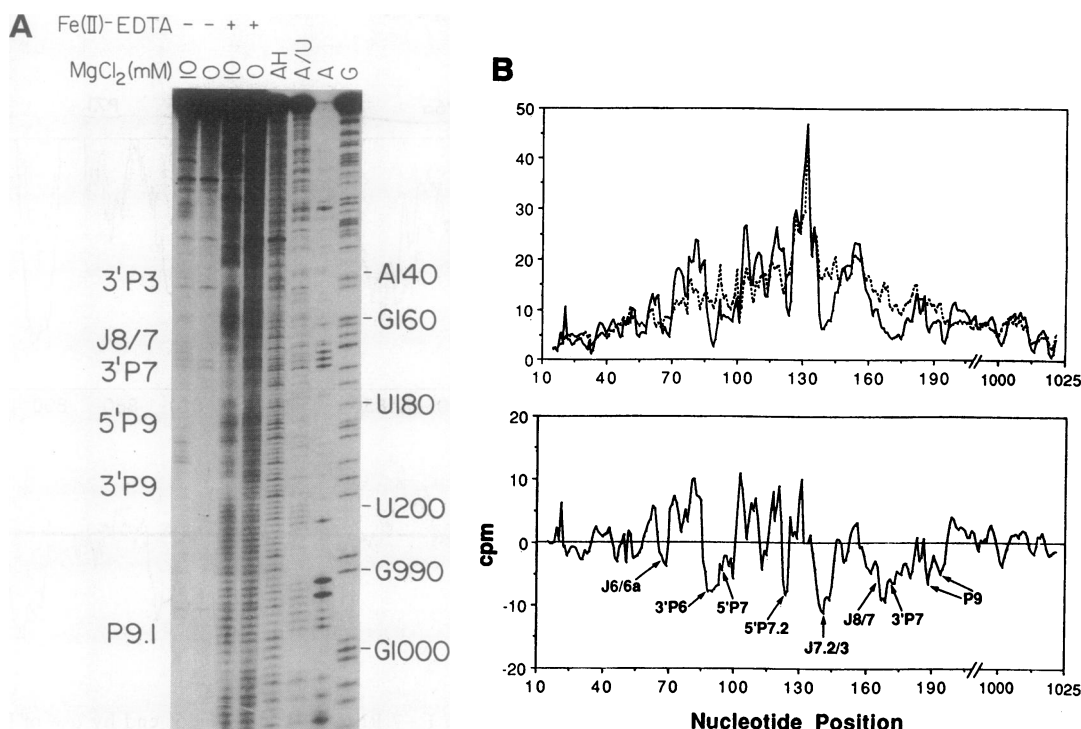 A
Fe(II)-EDTA - - + +
MgCl2(mM) 10 0 10 0 AH A/U A G
3'P3
J8/7
3'P7
5'P9
3'P9
P9.1
A140
G160
U180
U200
G990
G1000
B
50
40
30
20
10
0
10 40 70 100 130 190 1000 1025
20
10
0
-10
-20
cpm
J6/6a
3'P6
5'P7
5'P7.2
J7.2/3
J8/7
3'P7
P9
10 40 70 100 130 190 1000 1025
Nucleotide Position